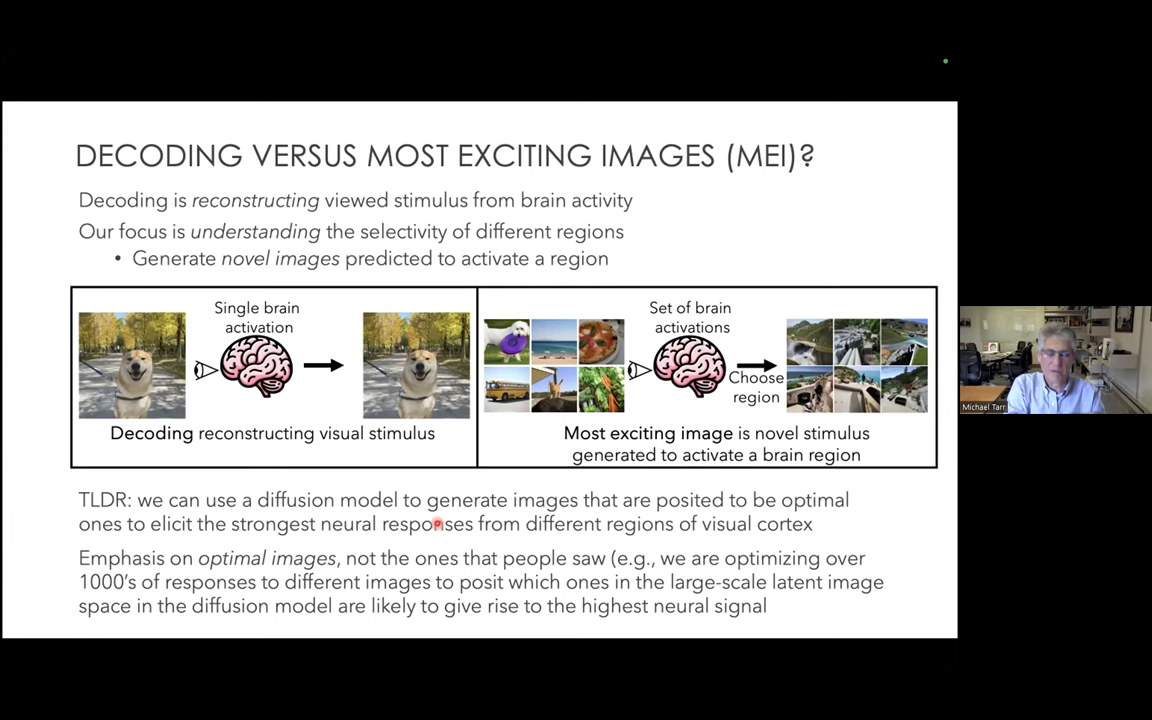 DECODING VERSUS MOST EXCITING IMAGES (MEI)?
Decoding is reconstructing viewed stimulus from brain activity
Our focus is understanding the selectivity of different regions
• Generate novel images predicted to activate a region
Single brain
activation
Decoding reconstructing visual stimulus
Set of brain
activations
Choose
region
Most exciting image is novel stimulus
generated to activate a brain region
TLDR: we can use a diffusion model to generate images that are posited to be optimal
ones to elicit the strongest neural responses from different regions of visual cortex
Emphasis on optimal images, not the ones that people saw (e.g., we are optimizing over
1000's of responses to different images to posit which ones in the large-scale latent image
space in the diffusion model are likely to give rise to the highest neural signal
Michael Tarr